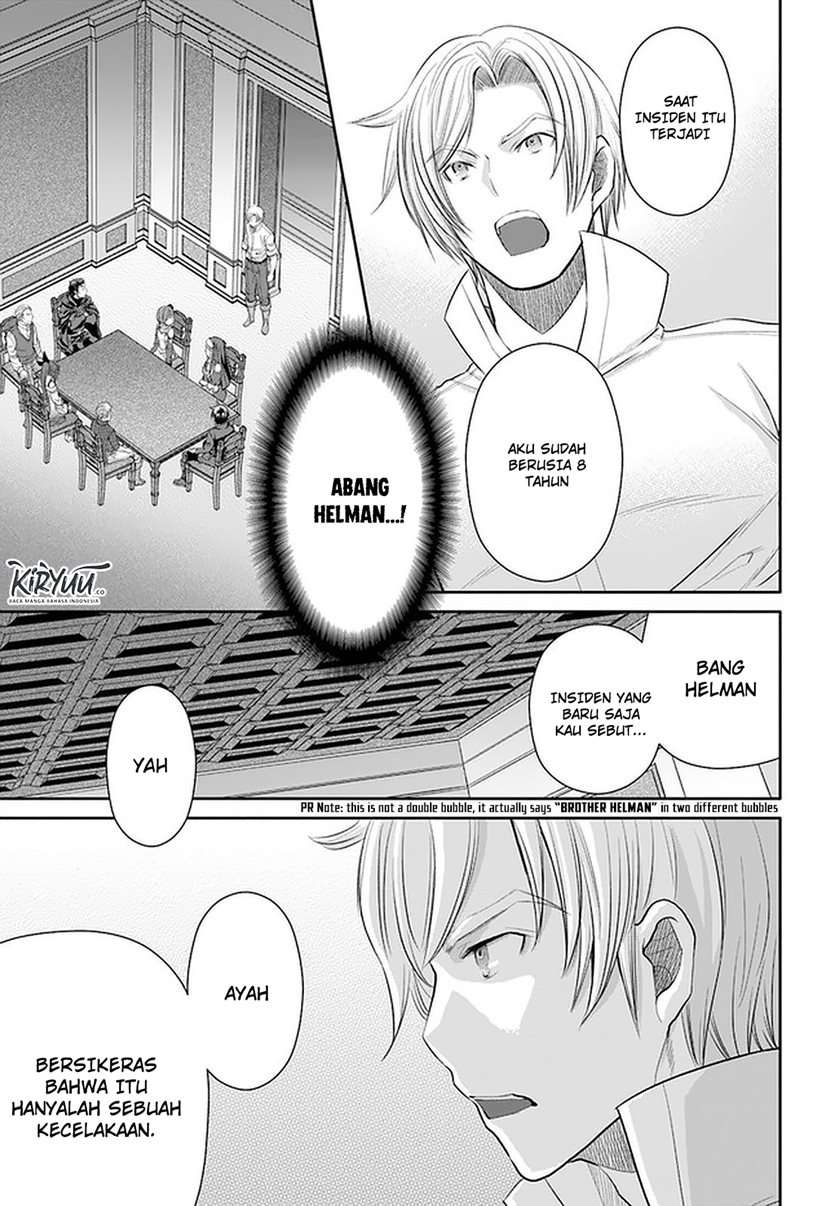 SAAT
INSIDEN ITU
TERJADI
AKU SUDAH
BERUSIA 8
TAHUN
ABANG
HELMAN...!
KIRYUU.CO
BACA MANGA BAHASA INDONESIA
BANG
HELMAN
INSIDEN YANG
BARU SAJA
KAU SEBUT...
YAH
PR Note: this is not a double bubble, it actually says "BROTHER HELMAN" in two different bubbles
AYAH
BERSIKERAS
BAHWA ITU
HANYALAH SEBUAH
KECELAKAAN.